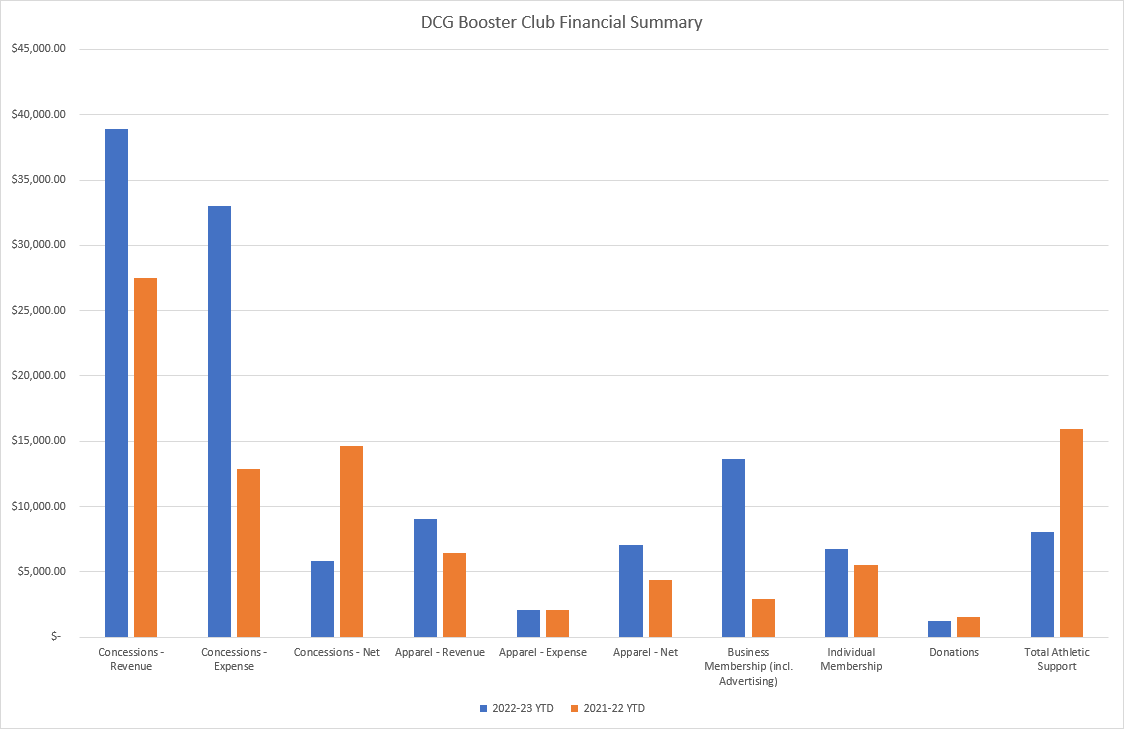 DCG Booster Club Financial Summary
$45,000.00
$40,000.00
$35,000.00
$30,000.00
$25,000.00
$20,000.00
$15,000.00
$10,000.00
$5,000.00
$-
Concessions -
Revenue
Concessions -
Expense
Concessions - Net
Apparel - Revenue
Apparel - Expense
Apparel - Net
Business
Membership (incl.
Advertising)
Individual
Membership
Donations
Total Athletic
Support
2022-23 YTD
2021-22 YTD